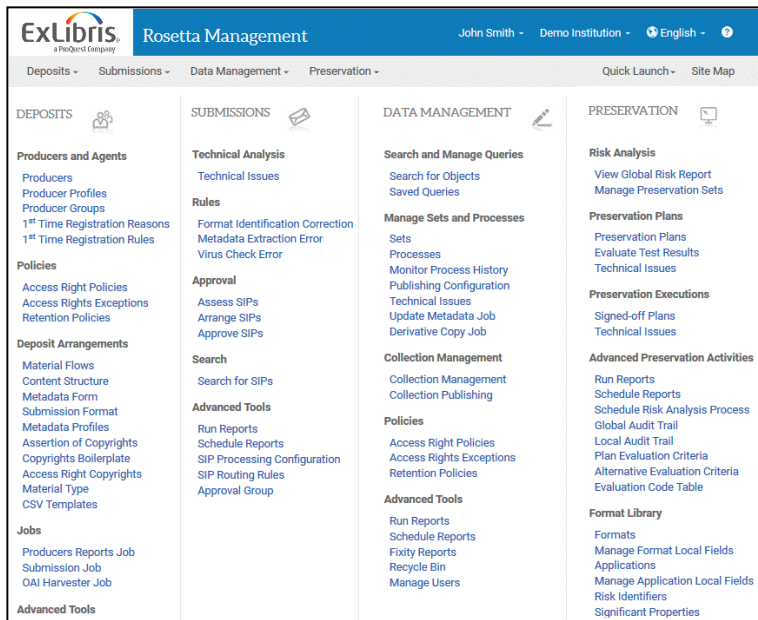 ExLibris
a ProQuest Company
Rosetta Management
John Smith
Demo Institution
English
?
Deposits
Submissions
Data Management
Preservation
Quick Launch
Site Map
DEPOSITS
Producers and Agents
Producers
Producer Profiles
Producer Groups
1st Time Registration Reasons
1st Time Registration Rules
Policies
Access Right Policies
Access Rights Exceptions
Retention Policies
Deposit Arrangements
Material Flows
Content Structure
Metadata Form
Submission Format
Metadata Profiles
Assertion of Copyrights
Copyrights Boilerplate
Access Right Copyrights
Material Type
CSV Templates
Jobs
Producers Reports Job
Submission Job
OAI Harvester Job
Advanced Tools
SUBMISSIONS
Technical Analysis
Technical Issues
Rules
Format Identification Correction
Metadata Extraction Error
Virus Check Error
Approval
Assess SIPs
Arrange SIPs
Approve SIPs
Search
Search for SIPs
Advanced Tools
Run Reports
Schedule Reports
SIP Processing Configuration
SIP Routing Rules
Approval Group
DATA MANAGEMENT
Search and Manage Queries
Search for Objects
Saved Queries
Manage Sets and Processes
Sets
Processes
Monitor Process History
Publishing Configuration
Technical Issues
Update Metadata Job
Derivative Copy Job
Collection Management
Collection Management
Collection Publishing
Policies
Access Right Policies
Access Rights Exceptions
Retention Policies
Advanced Tools
Run Reports
Schedule Reports
Fixity Reports
Recycle Bin
Manage Users
PRESERVATION
Risk Analysis
View Global Risk Report
Manage Preservation Sets
Preservation Plans
Preservation Plans
Evaluate Test Results
Technical Issues
Preservation Executions
Signed-off Plans
Technical Issues
Advanced Preservation Activities
Run Reports
Schedule Reports
Schedule Risk Analysis Process
Global Audit Trail
Local Audit Trail
Plan Evaluation Criteria
Alternative Evaluation Criteria
Evaluation Code Table
Format Library
Formats
Manage Format Local Fields
Applications
Manage Application Local Fields
Risk Identifiers
Significant Properties